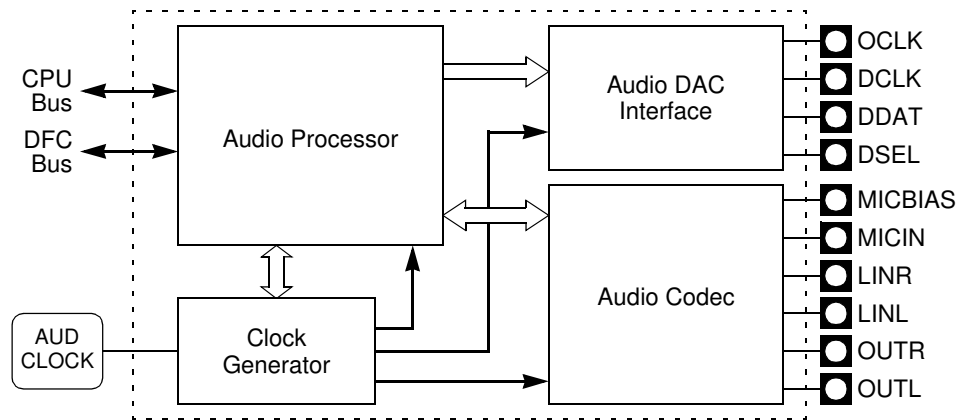 CPU
Bus
DFC
Bus
Audio Processor
Audio DAC
Interface
OCLK
DCLK
DDAT
DSEL
Audio Codec
MICBIAS
MICIN
LINR
LINL
OUTR
OUTL
AUD
CLOCK
Clock
Generator